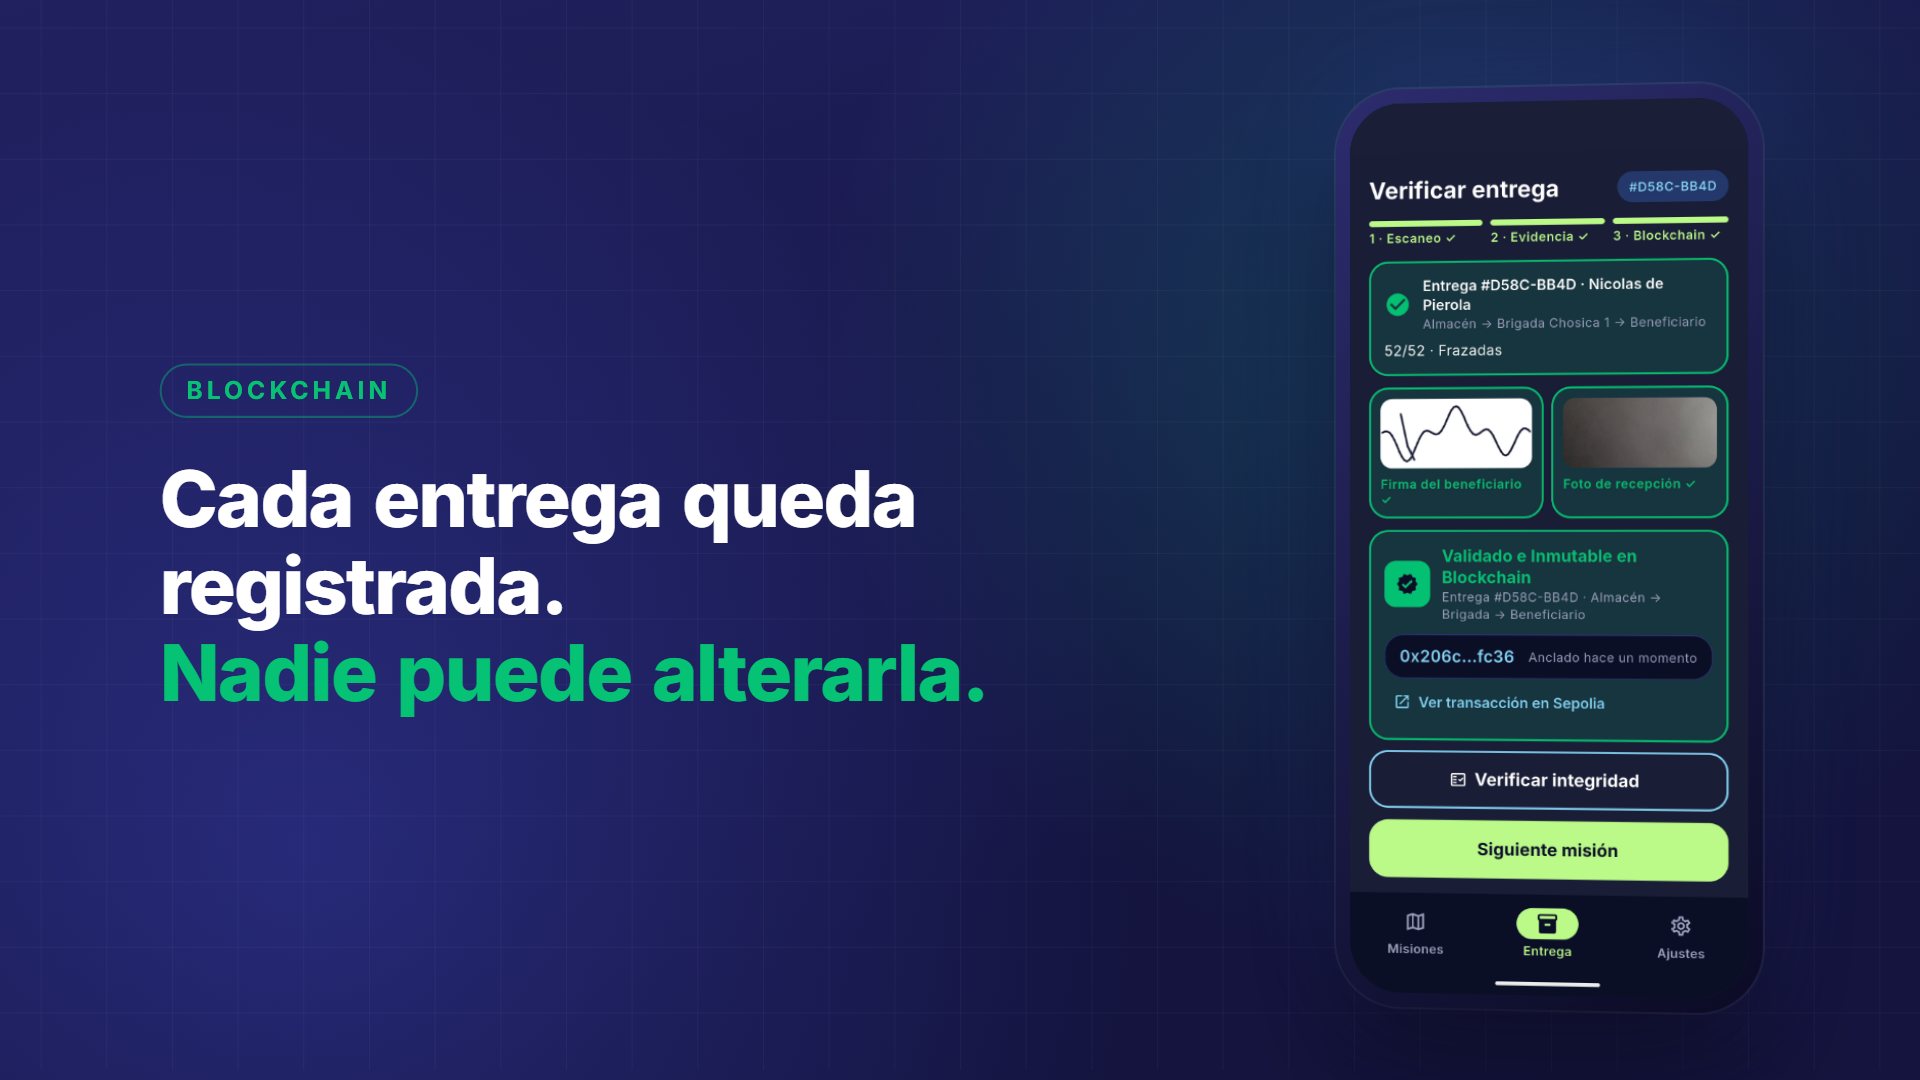 BLOCKCHAIN
Cada entrega queda
registrada.
Nadie puede alterarla.
Verificar entrega
#D58C-BB4D
1 · Escaneo ✓
2 · Evidencia ✓
3 · Blockchain ✓
Entrega #D58C-BB4D · Nicolas de
Pierola
Almacén → Brigada Chosica 1 → Beneficiario
52/52 · Frazadas
Firma del beneficiario
✓
Foto de recepción ✓
Validado e Inmutable en
Blockchain
Entrega #D58C-BB4D · Almacén →
Brigada → Beneficiario
0x206c...fc36
Anclado hace un momento
Ver transacción en Sepolia
Verificar integridad
Siguiente misión
Misiones
Entrega
Ajustes